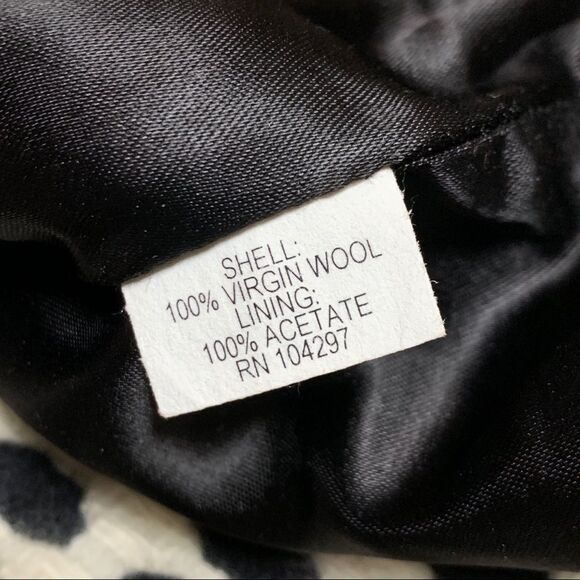 SHELL:
100% VIRGIN WOOL
LINING:
100% ACETATE
RN 104297